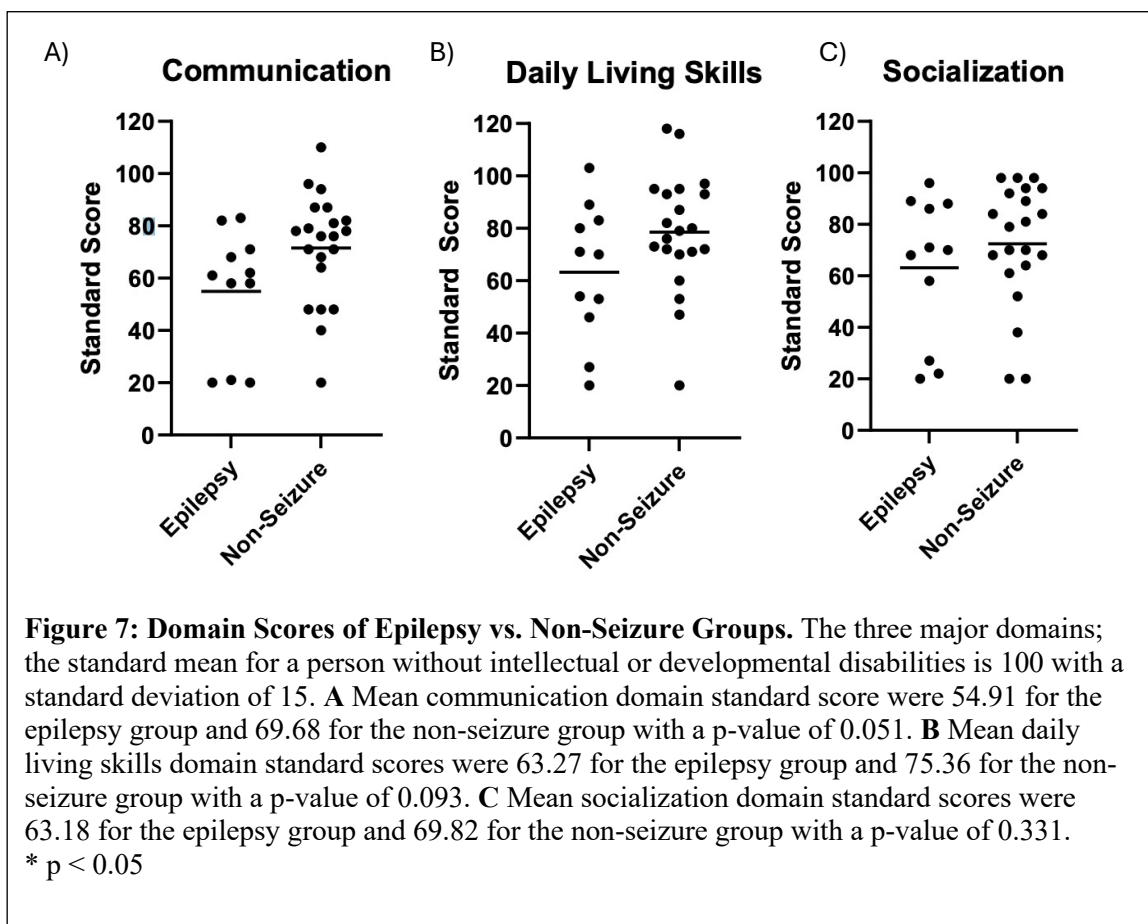 A)
Communication
Standard Score
120
100
80
60
40
20
0
Epilepsy
Non-Seizure
B)
Daily Living Skills
Standard Score
120
100
80
60
40
20
0
Epilepsy
Non-Seizure
C)
Socialization
Standard Score
120
100
80
60
40
20
0
Epilepsy
Non-Seizure
Figure 7: Domain Scores of Epilepsy vs. Non-Seizure Groups. The three major domains;
the standard mean for a person without intellectual or developmental disabilities is 100 with a
standard deviation of 15. A Mean communication domain standard score were 54.91 for the
epilepsy group and 69.68 for the non-seizure group with a p-value of 0.051. B Mean daily
living skills domain standard scores were 63.27 for the epilepsy group and 75.36 for the non-
seizure group with a p-value of 0.093. C Mean socialization domain standard scores were
63.18 for the epilepsy group and 69.82 for the non-seizure group with a p-value of 0.331.
* p < 0.05